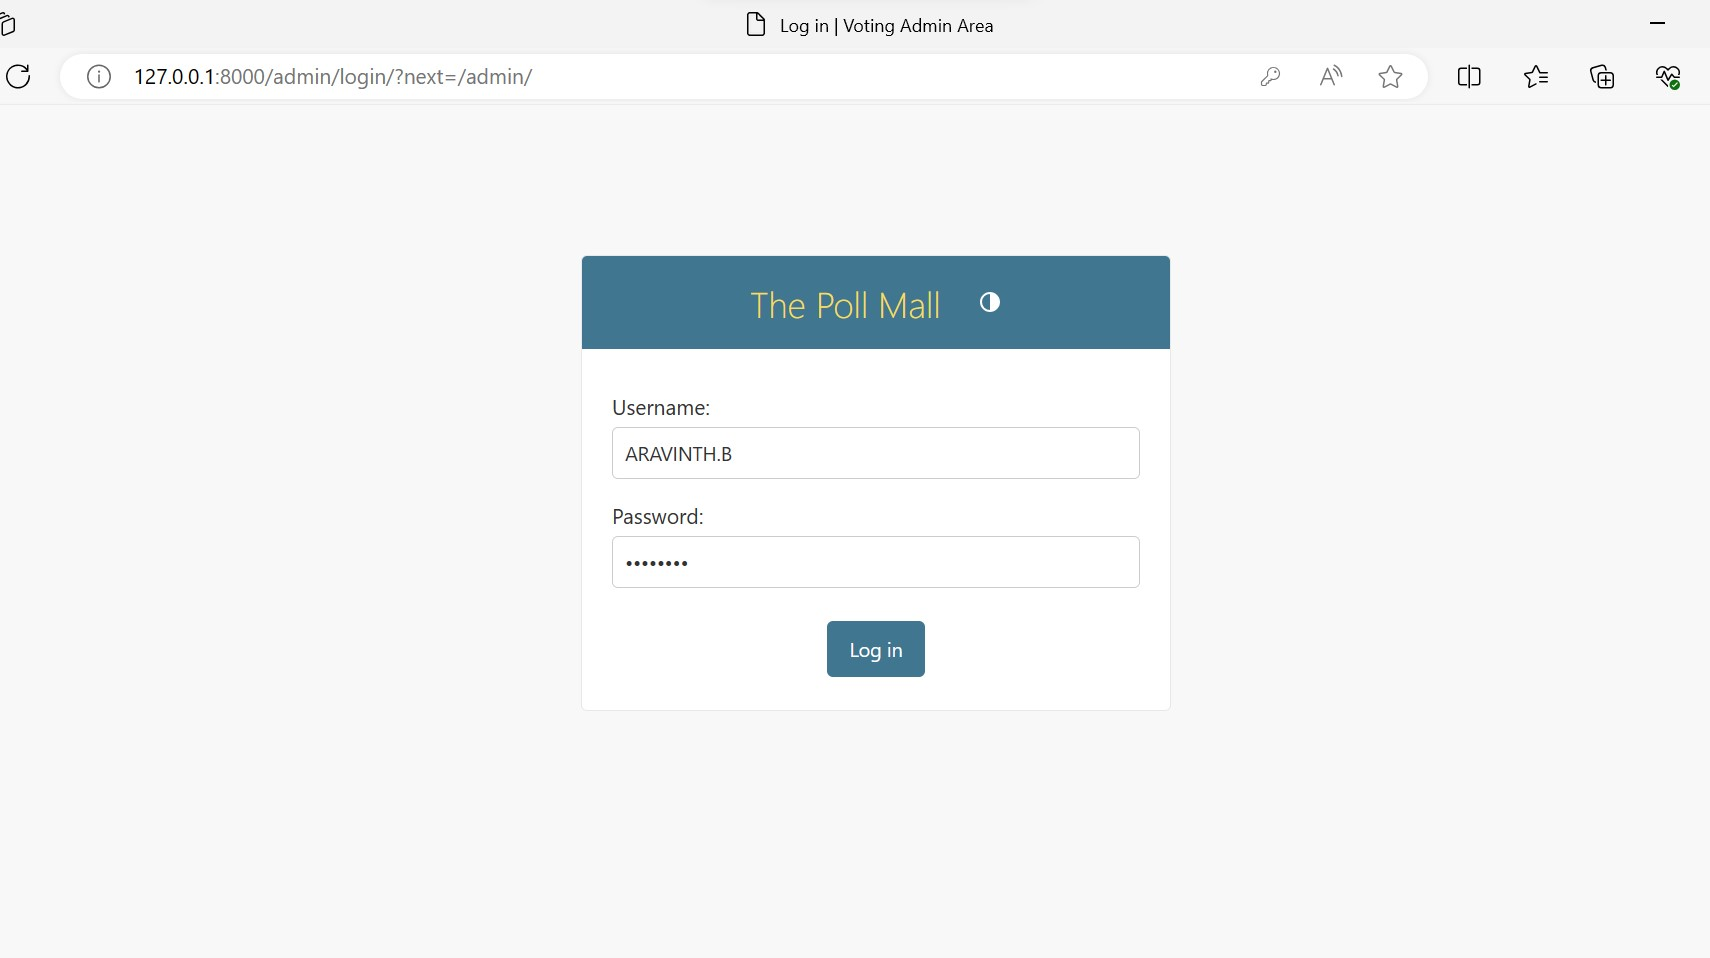 Log in | Voting Admin Area
127.0.0.1:8000/admin/login/?next=/admin/
The Poll Mall
Username:
ARAVINTH.B
Password:
••••••••
Log in